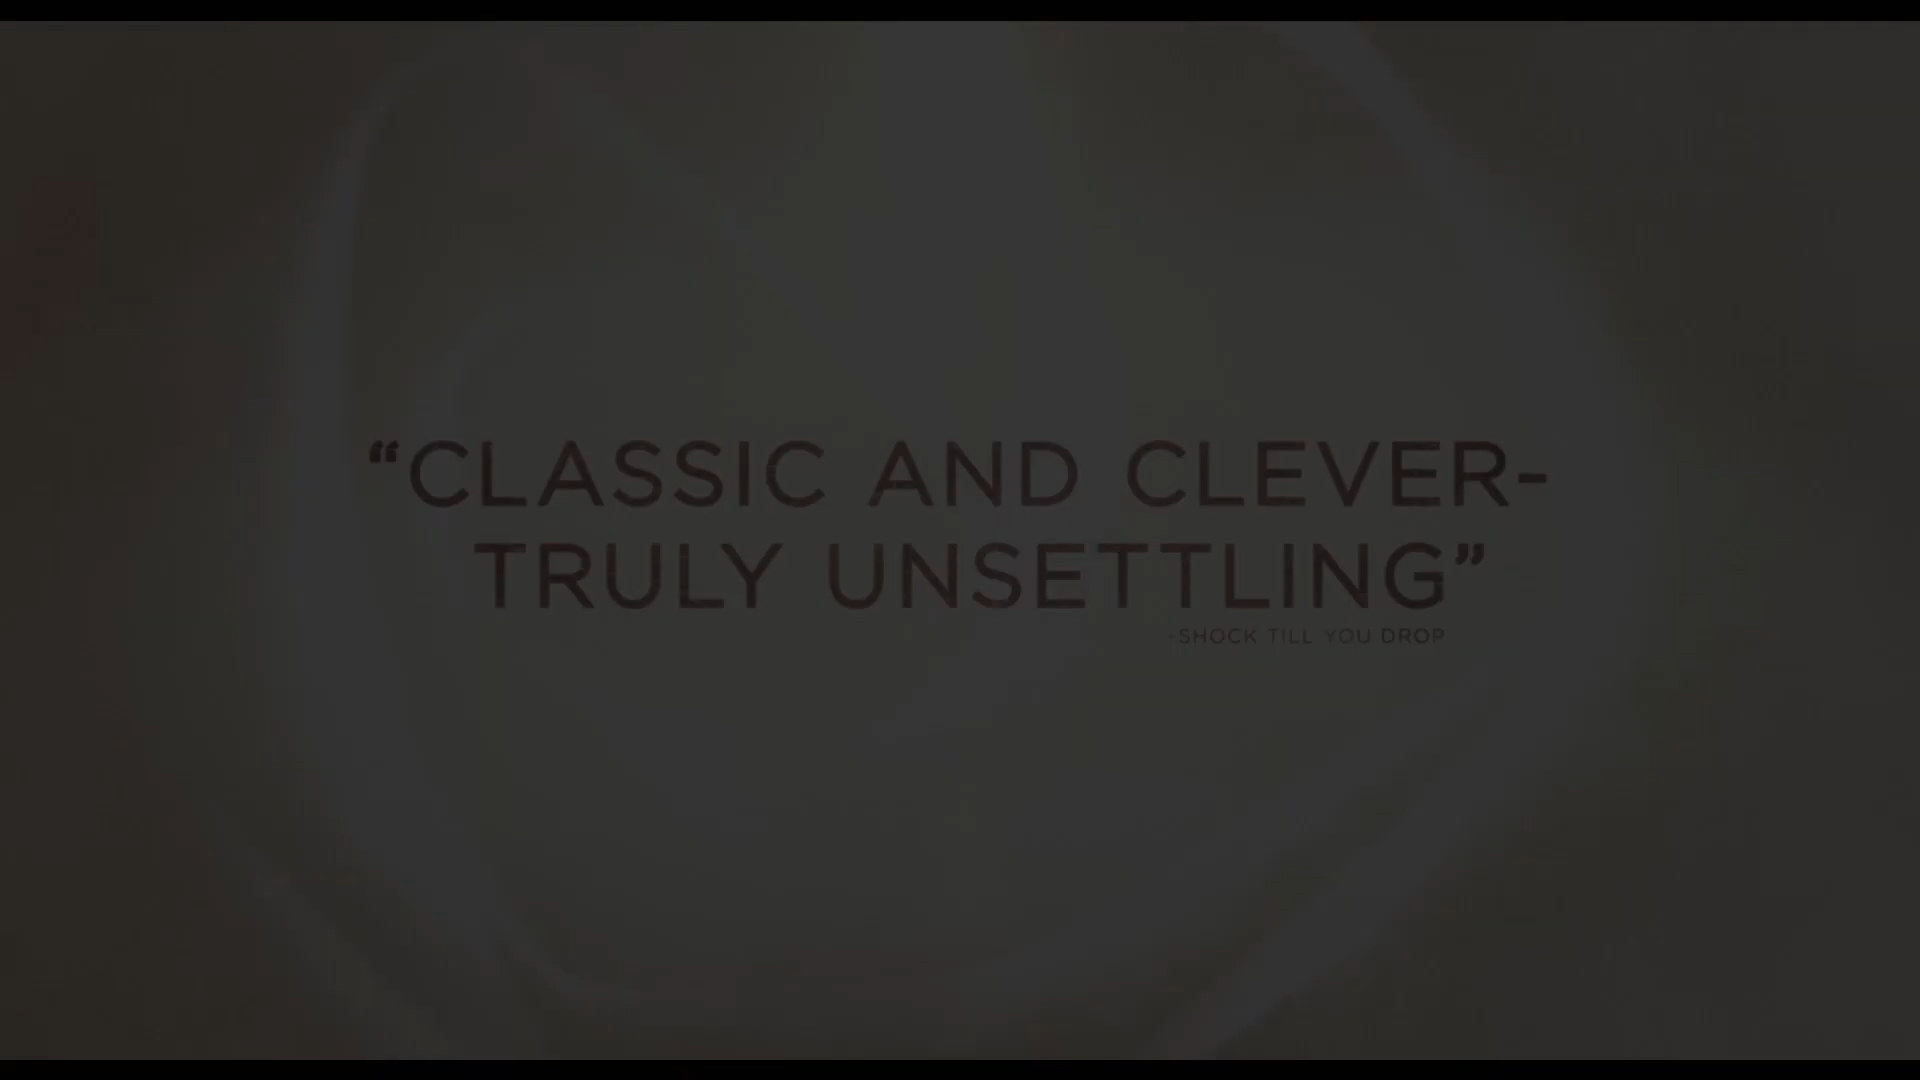 “CLASSIC AND CLEVER-
TRULY UNSETTLING”
-SHOCK TILL YOU DROP